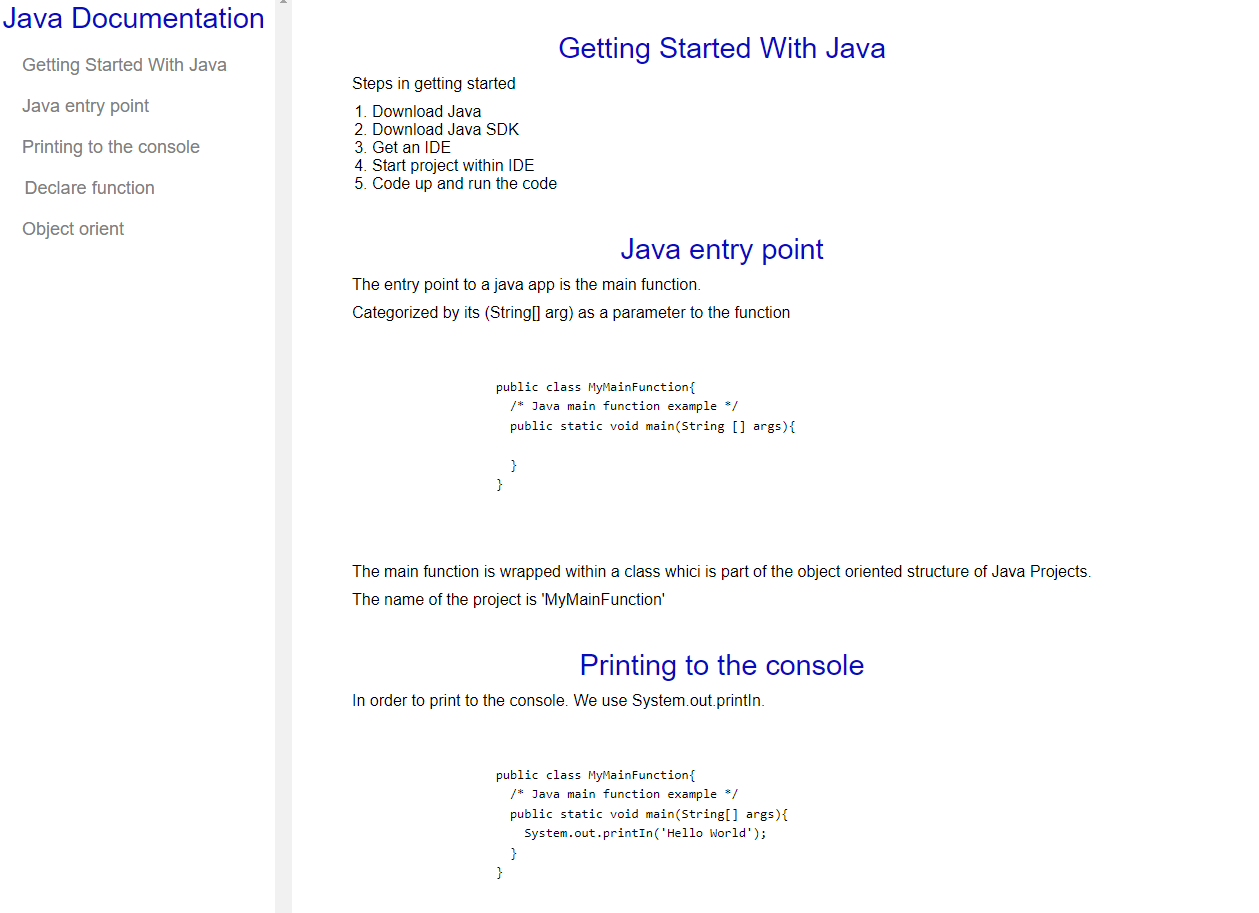 Java Documentation
Getting Started With Java
Java entry point
Printing to the console
Declare function
Object orient
Getting Started With Java
Steps in getting started
1. Download Java
2. Download Java SDK
3. Get an IDE
4. Start project within IDE
5. Code up and run the code
Java entry point
The entry point to a java app is the main function.
Categorized by its (String[] arg) as a parameter to the function
public class MyMainFunction{
  /* Java main function example */
  public static void main(String [] args){
  }
}
The main function is wrapped within a class whici is part of the object oriented structure of Java Projects.
The name of the project is 'MyMainFunction'
Printing to the console
In order to print to the console. We use System.out.printIn.
public class MyMainFunction{
  /* Java main function example */
  public static void main(String[] args){
    System.out.printIn('Hello World');
  }
}